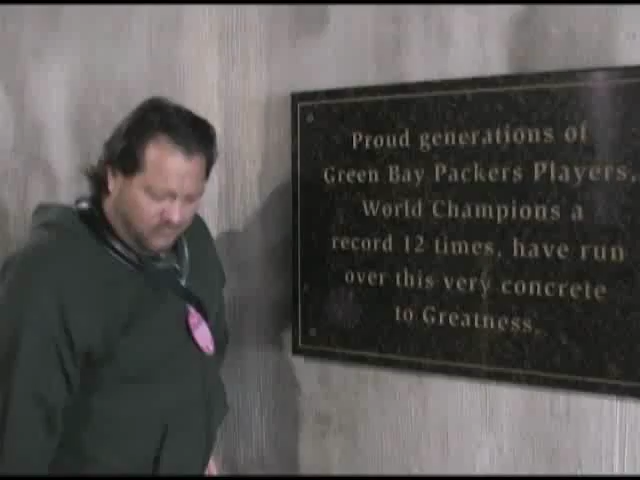 Proud generations of
Green Bay Packers Players,
World Champions a
record 12 times, have run
over this very concrete
to Greatness.